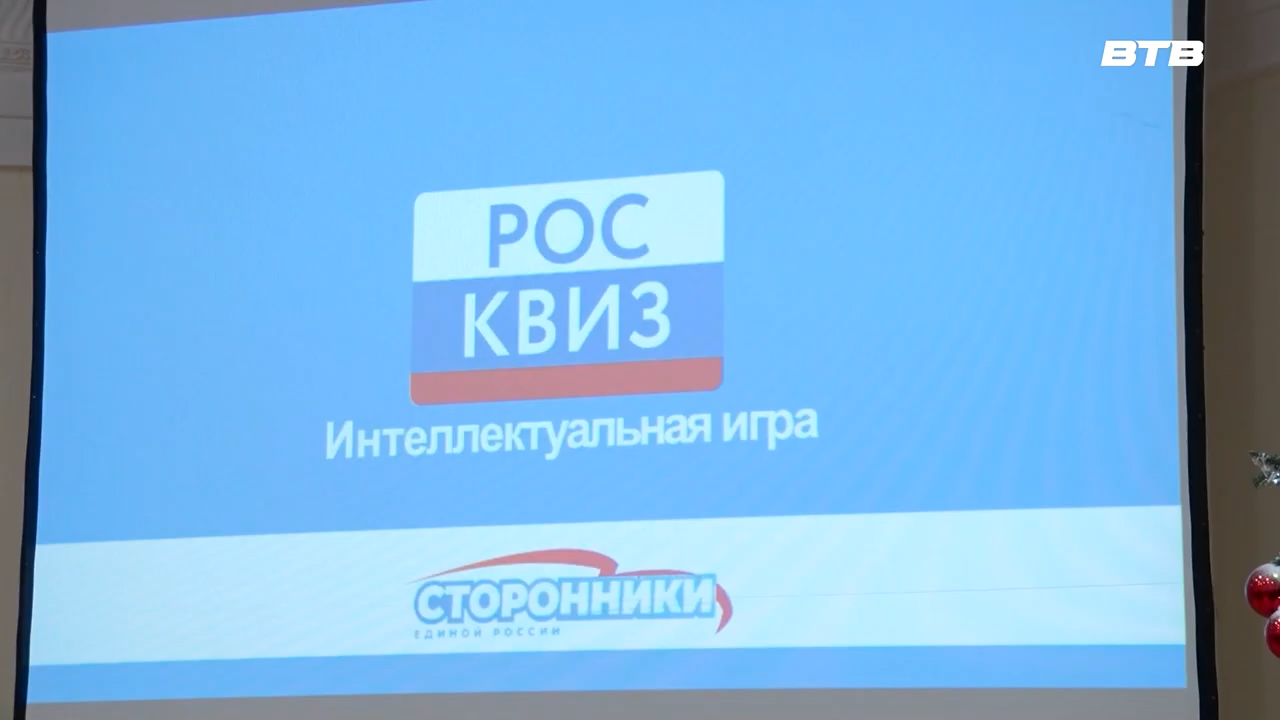 ВТВ
РОС
КВИЗ
Интеллектуальная игра
СТОРОННИКИ
ЕДИНОЙ РОССИИ